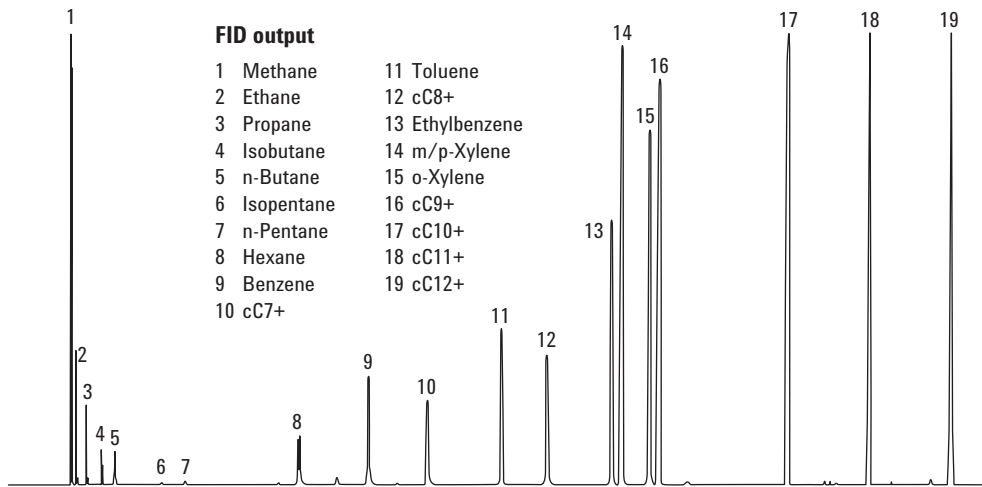 FID output
1 Methane
2 Ethane
3 Propane
4 Isobutane
5 n-Butane
6 Isopentane
7 n-Pentane
8 Hexane
9 Benzene
10 cC7+
11 Toluene
12 cC8+
13 Ethylbenzene
14 m/p-Xylene
15 o-Xylene
16 cC9+
17 cC10+
18 cC11+
19 cC12+
1
2
3
4
5
6
7
8
9
10
11
12
13
14
15
16
17
18
19